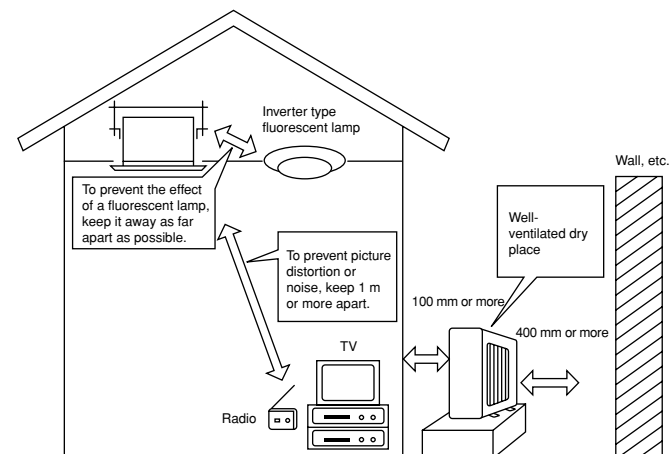 Inverter type
fluorescent lamp
Wall, etc.
To prevent the effect
of a fluorescent lamp,
keep it away as far
apart as possible.
Well-
ventilated dry
place
To prevent picture
distortion or
noise, keep 1 m
or more apart.
100 mm or more
400 mm or more
TV
Radio